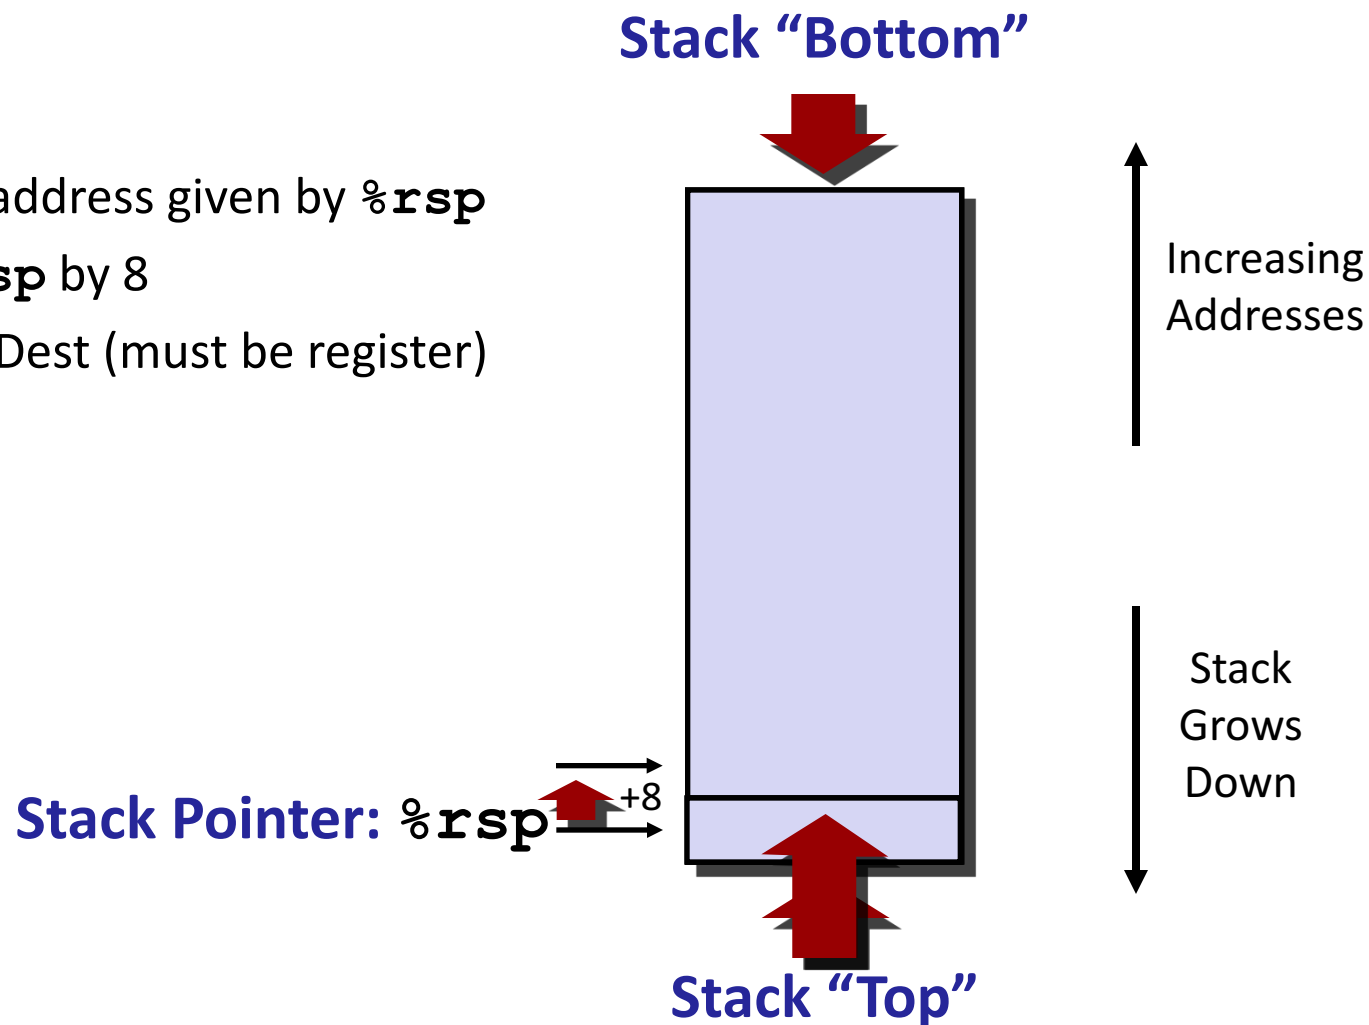 Stack “Bottom”
address given by %rsp
sp by 8
Dest (must be register)
Increasing
Addresses
Stack
Grows
Down
+8
Stack Pointer: %rsp
Stack “Top”